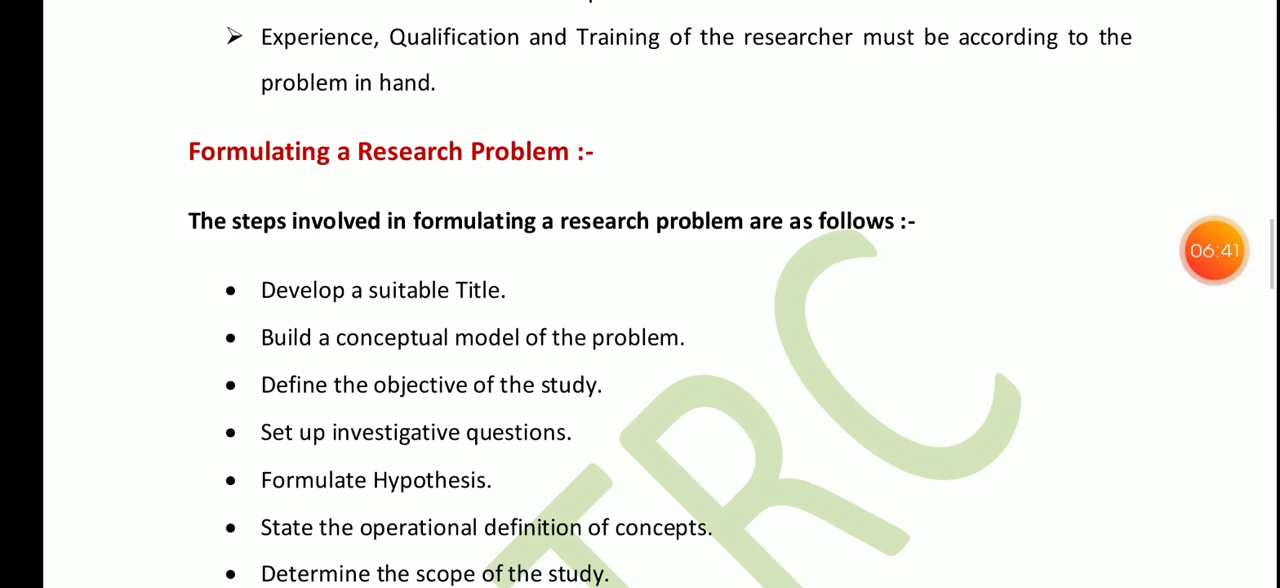 ➢ Experience, Qualification and Training of the researcher must be according to the
problem in hand.
Formulating a Research Problem :-
The steps involved in formulating a research problem are as follows :-
• Develop a suitable Title.
• Build a conceptual model of the problem.
• Define the objective of the study.
• Set up investigative questions.
• Formulate Hypothesis.
• State the operational definition of concepts.
• Determine the scope of the study.
06:41
TRC